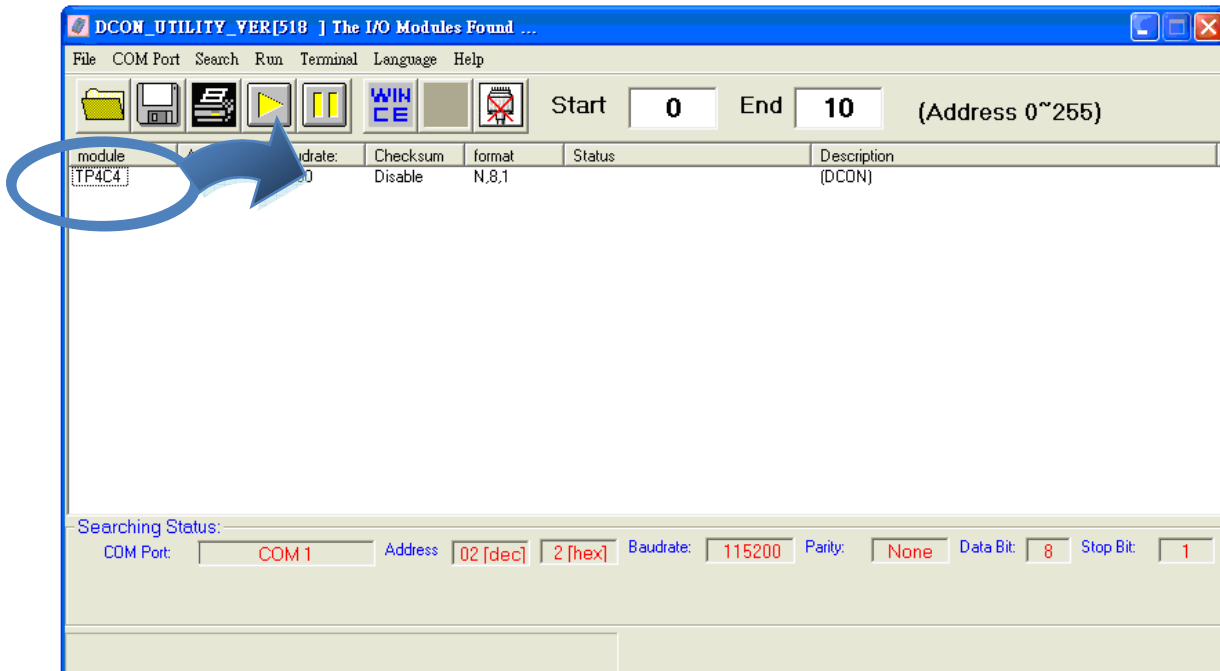 DCON_UTILITY_VER[518 ] The I/O Modules Found ...
File COM Port Search Run Terminal Language Help
WIN CE Start 0 End 10 (Address 0~255)
module Checksum format Status Description
TP4C4 Disable N,8,1 (DCON)
Searching Status:
COM Port: COM 1 Address 02 [dec] 2 [hex] Baudrate: 115200 Parity: None Data Bit: 8 Stop Bit: 1